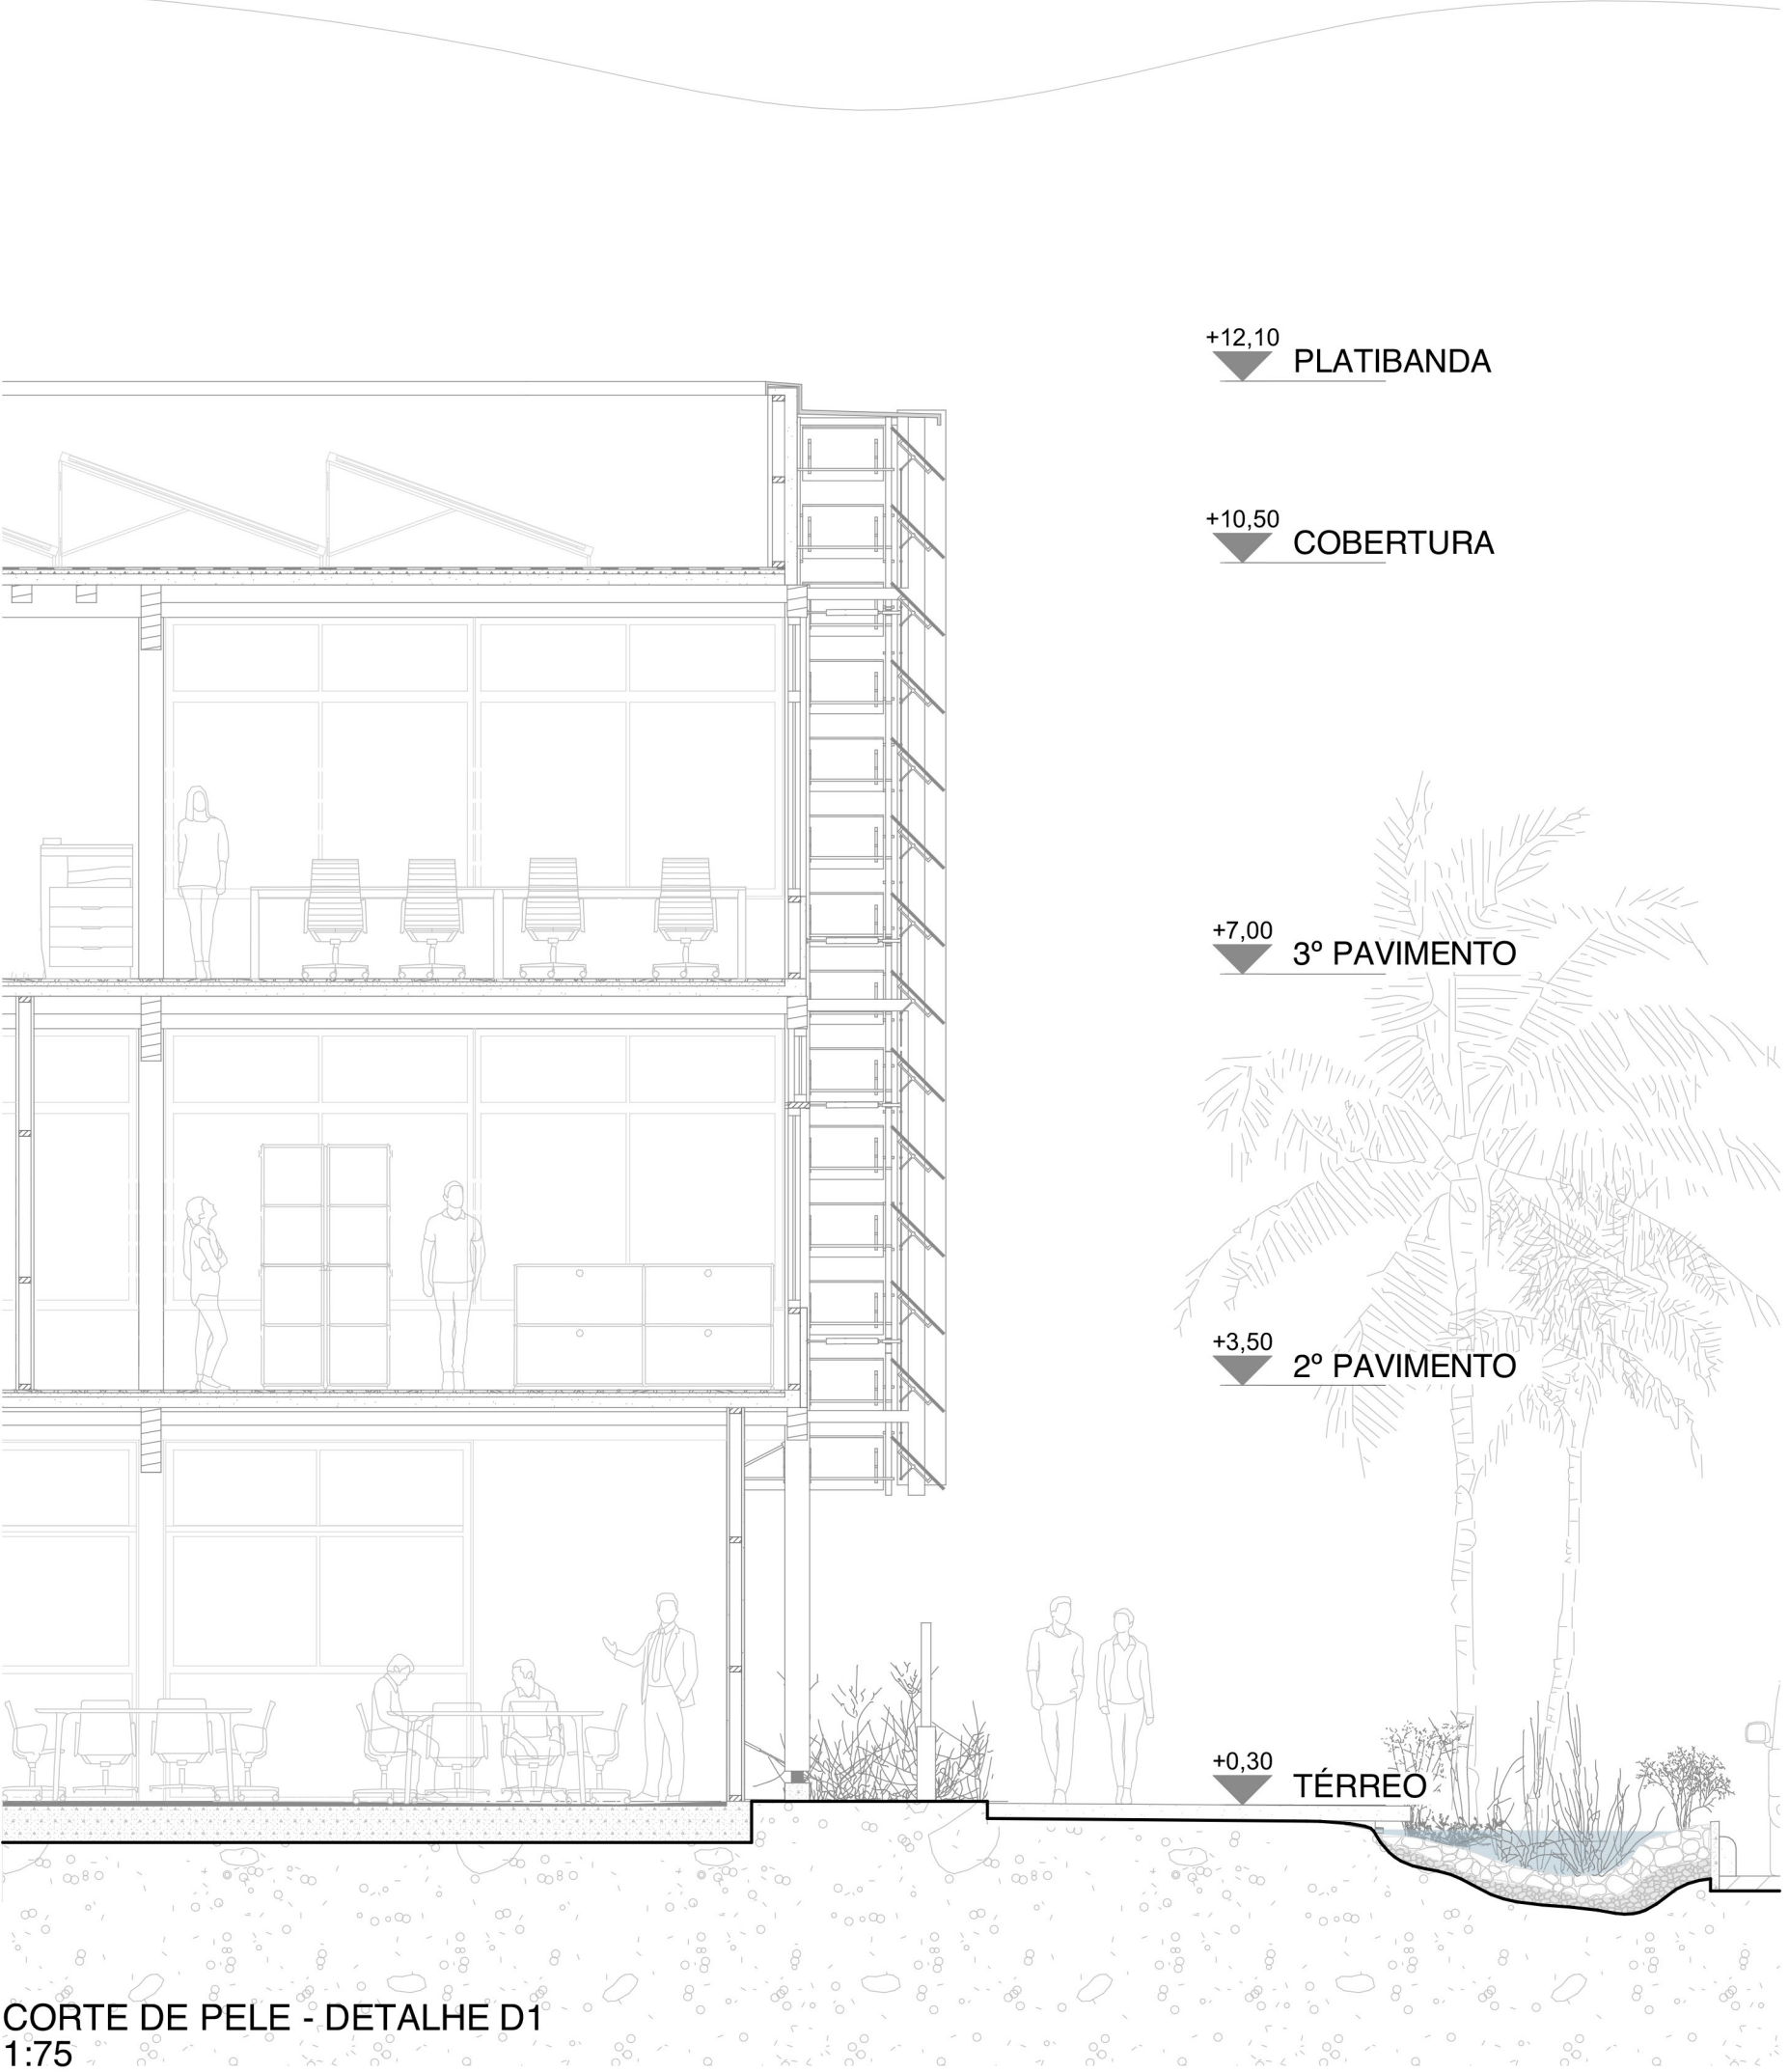 +12,10
PLATIBANDA
+10,50
COBERTURA
+7,00
3º PAVIMENTO
+3,50
2º PAVIMENTO
+0,30
TÉRREO
CORTE DE PELE - DETALHE D1
1:75